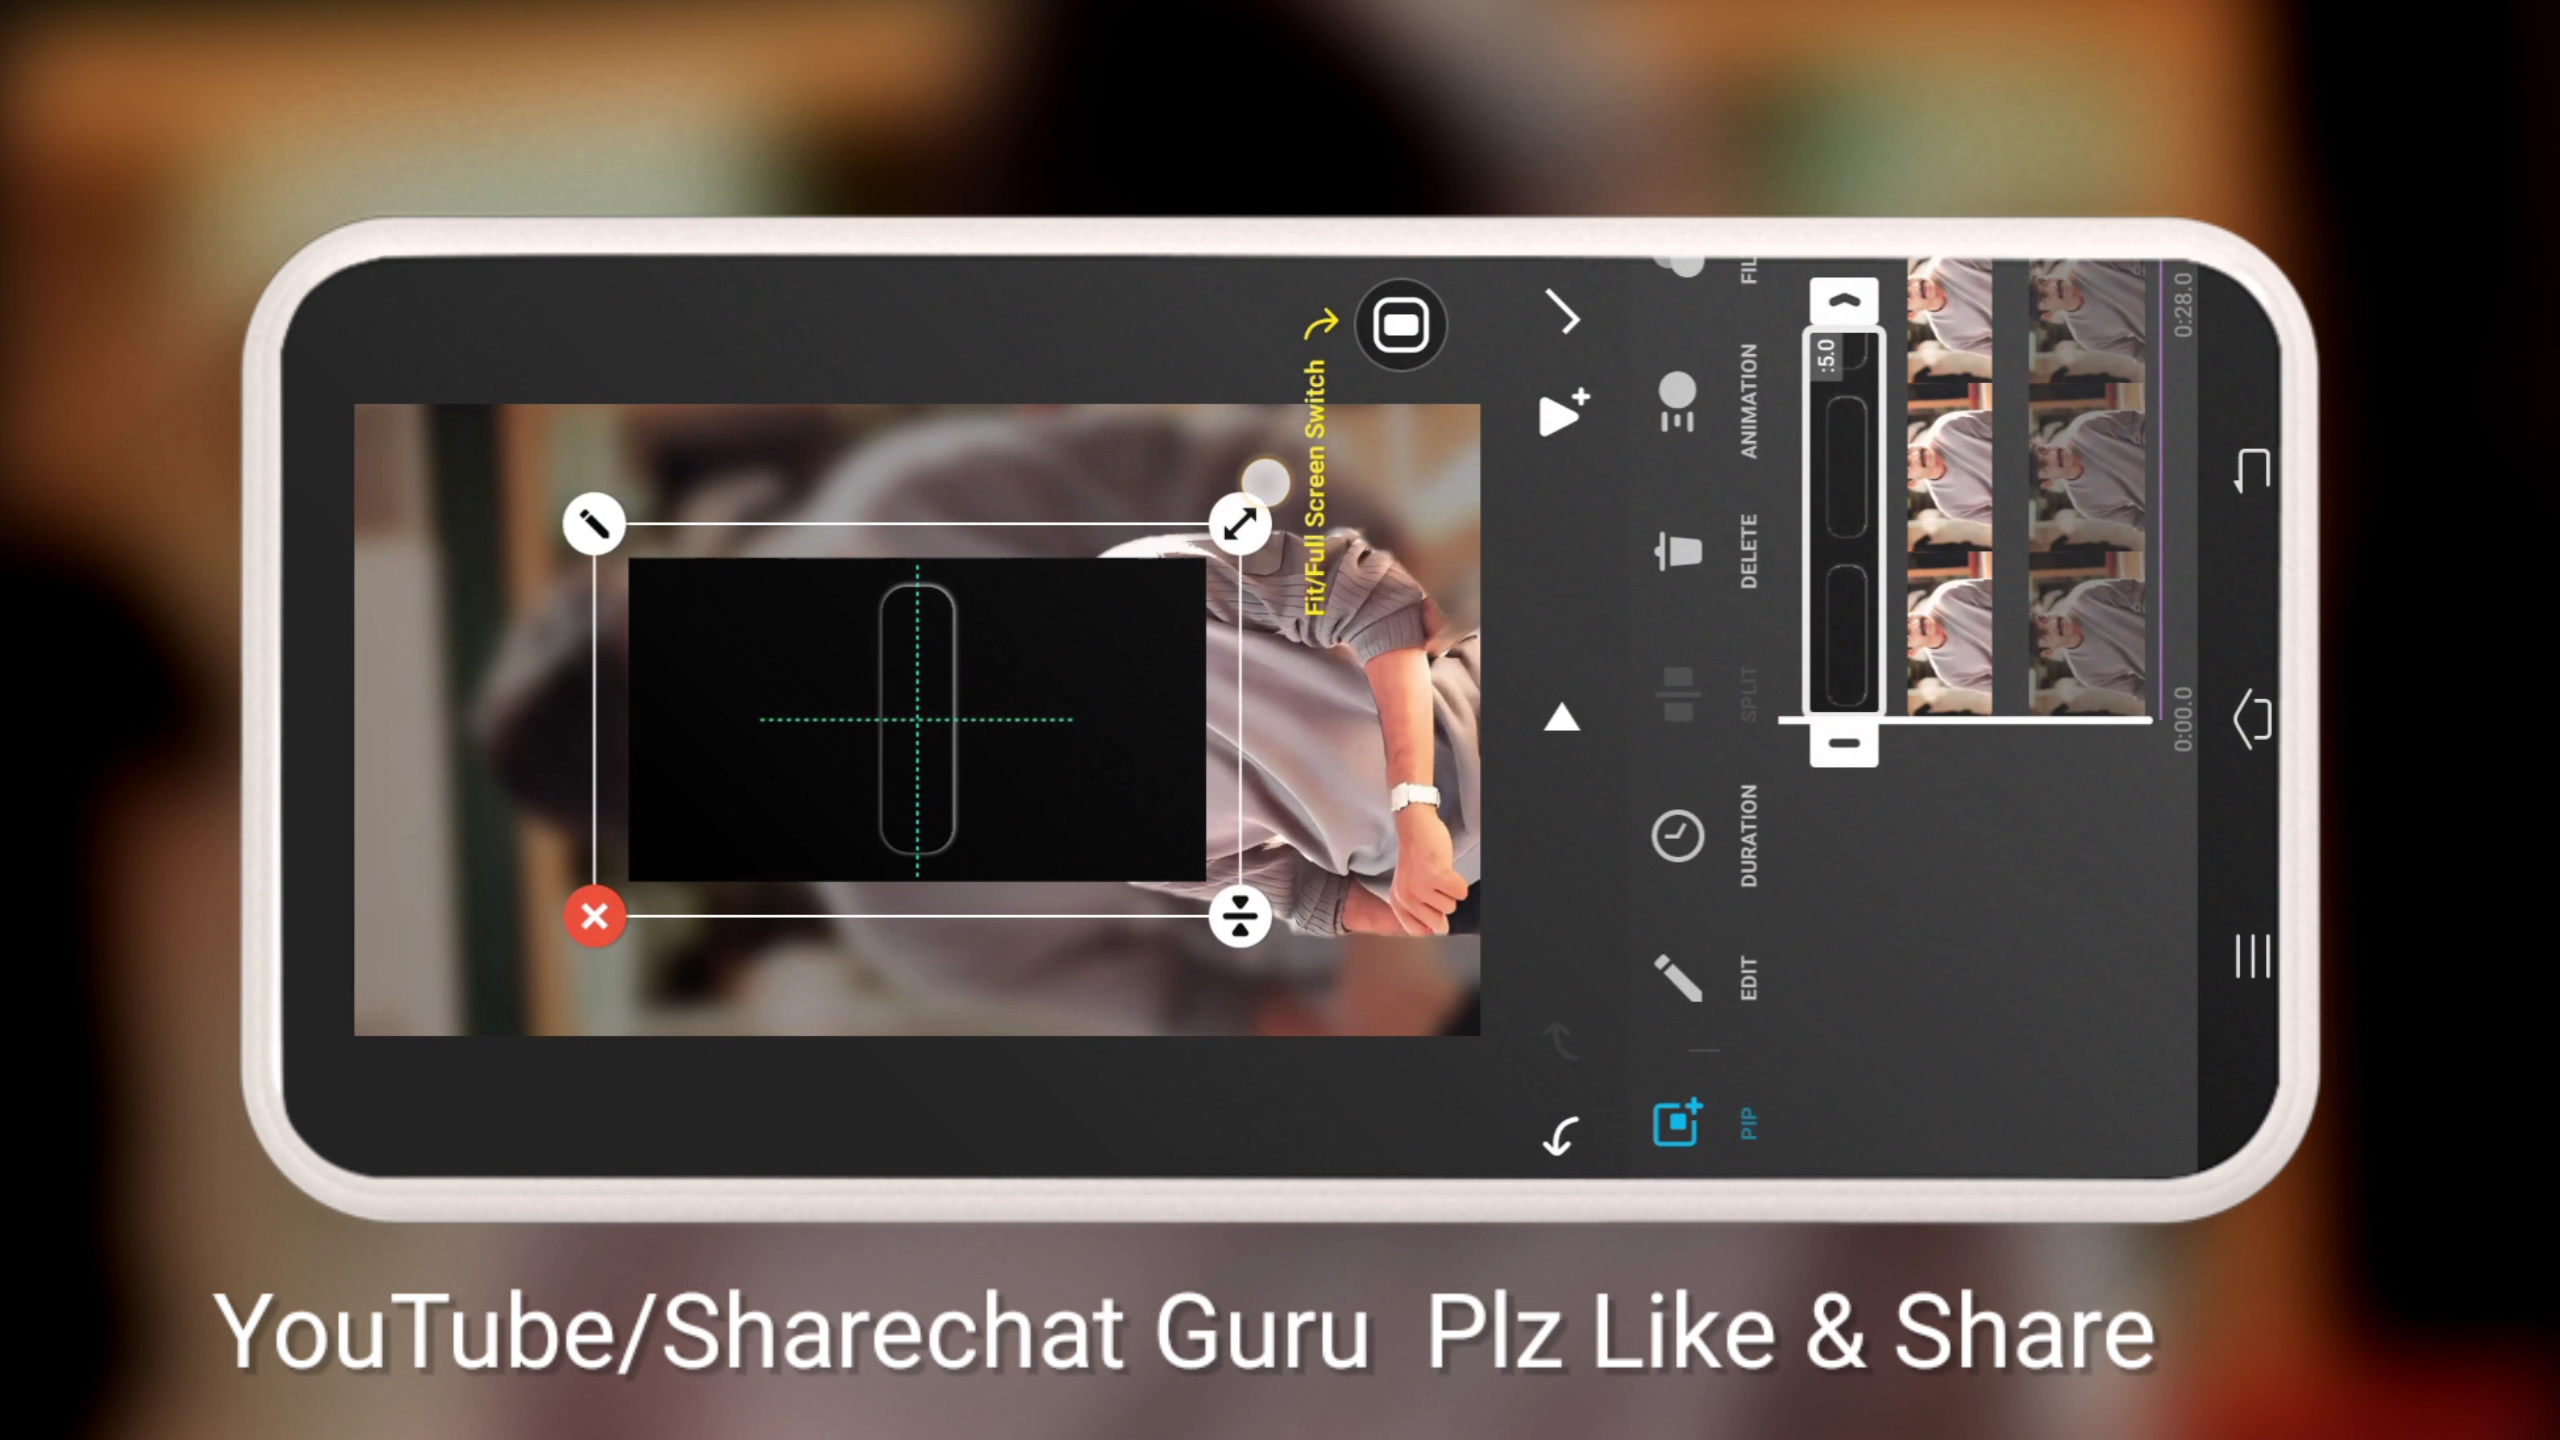 Fit/Full Screen Switch
FIL
ANIMATION
DELETE
SPLIT
DURATION
EDIT
PIP
:5.0
0:28.0
0:00.0
YouTube/Sharechat Guru Plz Like & Share